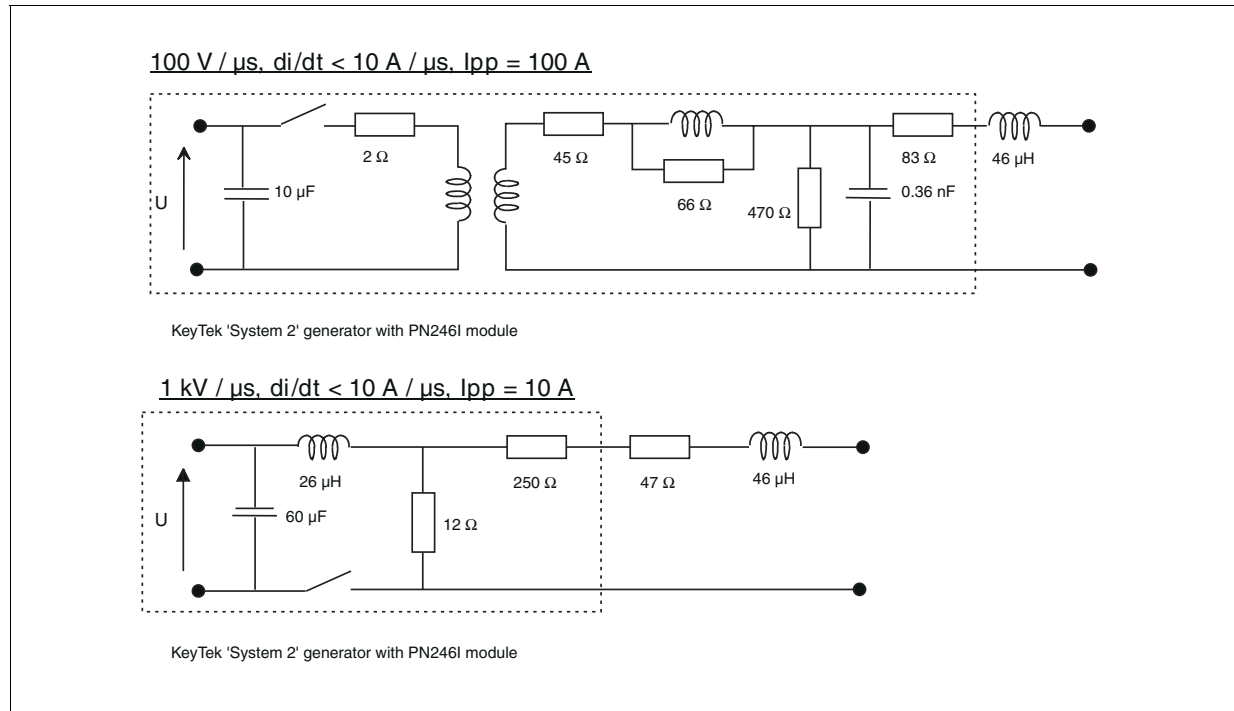 100 V / µs, di/dt < 10 A / µs, Ipp = 100 A
U
10 µF
2 Ω
45 Ω
66 Ω
470 Ω
0.36 nF
83 Ω
46 µH
KeyTek 'System 2' generator with PN246I module
1 kV / µs, di/dt < 10 A / µs, Ipp = 10 A
U
60 µF
26 µH
12 Ω
250 Ω
47 Ω
46 µH
KeyTek 'System 2' generator with PN246I module